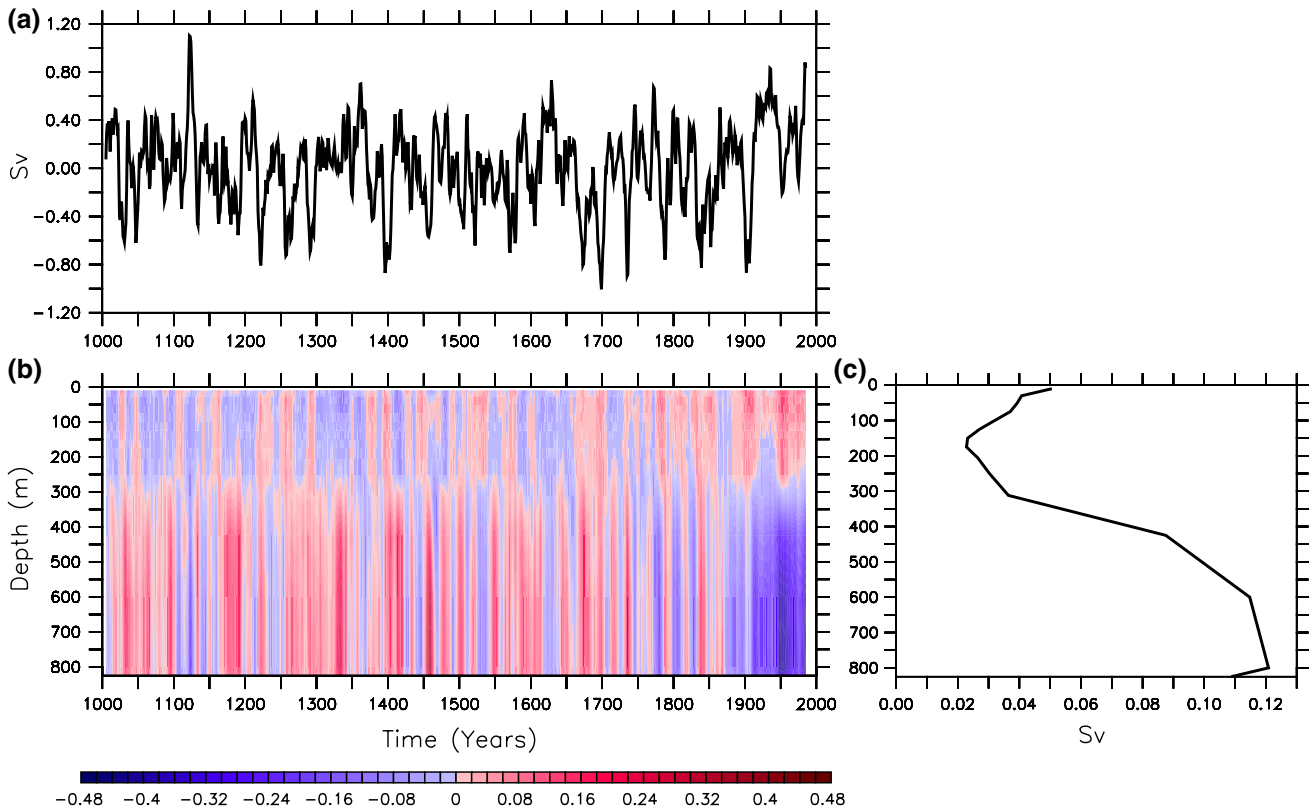 (a)
1.20
0.80
0.40
0.00
−0.40
−0.80
−1.20
Sv
1000 1100 1200 1300 1400 1500 1600 1700 1800 1900 2000
(b)
0
100
200
300
400
500
600
700
800
Depth (m)
1000 1100 1200 1300 1400 1500 1600 1700 1800 1900 2000
Time (Years)
(c)
0
100
200
300
400
500
600
700
800
0.00 0.02 0.04 0.06 0.08 0.10 0.12
Sv
−0.48 −0.4 −0.32 −0.24 −0.16 −0.08 0 0.08 0.16 0.24 0.32 0.4 0.48